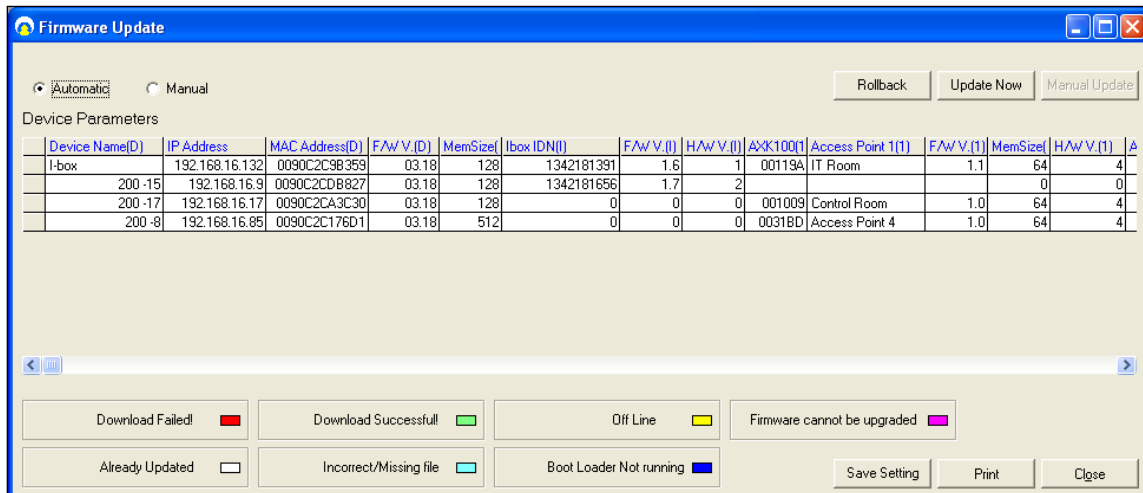 Firmware Update
Automatic Manual Rollback Update Now Manual Update
Device Parameters
Device Name(D) IP Address MAC Address(D) F/W V.(D) MemSize( Ibox IDN(I) F/W V.(I) H/W V.(I) AXK100(1 Access Point 1(1) F/W V.(1) MemSize( H/W V.(1) A
I-box 192.168.16.132 0090C2C9B359 03.18 128 1342181391 1.6 1 00119A IT Room 1.1 64 4
200 -15 192.168.16.9 0090C2CDB827 03.18 128 1342181656 1.7 2 0 0
200 -17 192.168.16.17 0090C2CA3C30 03.18 128 0 0 0 001009 Control Room 1.0 64 4
200 -8 192.168.16.85 0090C2C176D1 03.18 512 0 0 0 0031BD Access Point 4 1.0 64 4
Download Failed! Download Successful! Off Line Firmware cannot be upgraded
Already Updated Incorrect/Missing file Boot Loader Not running Save Setting Print Close